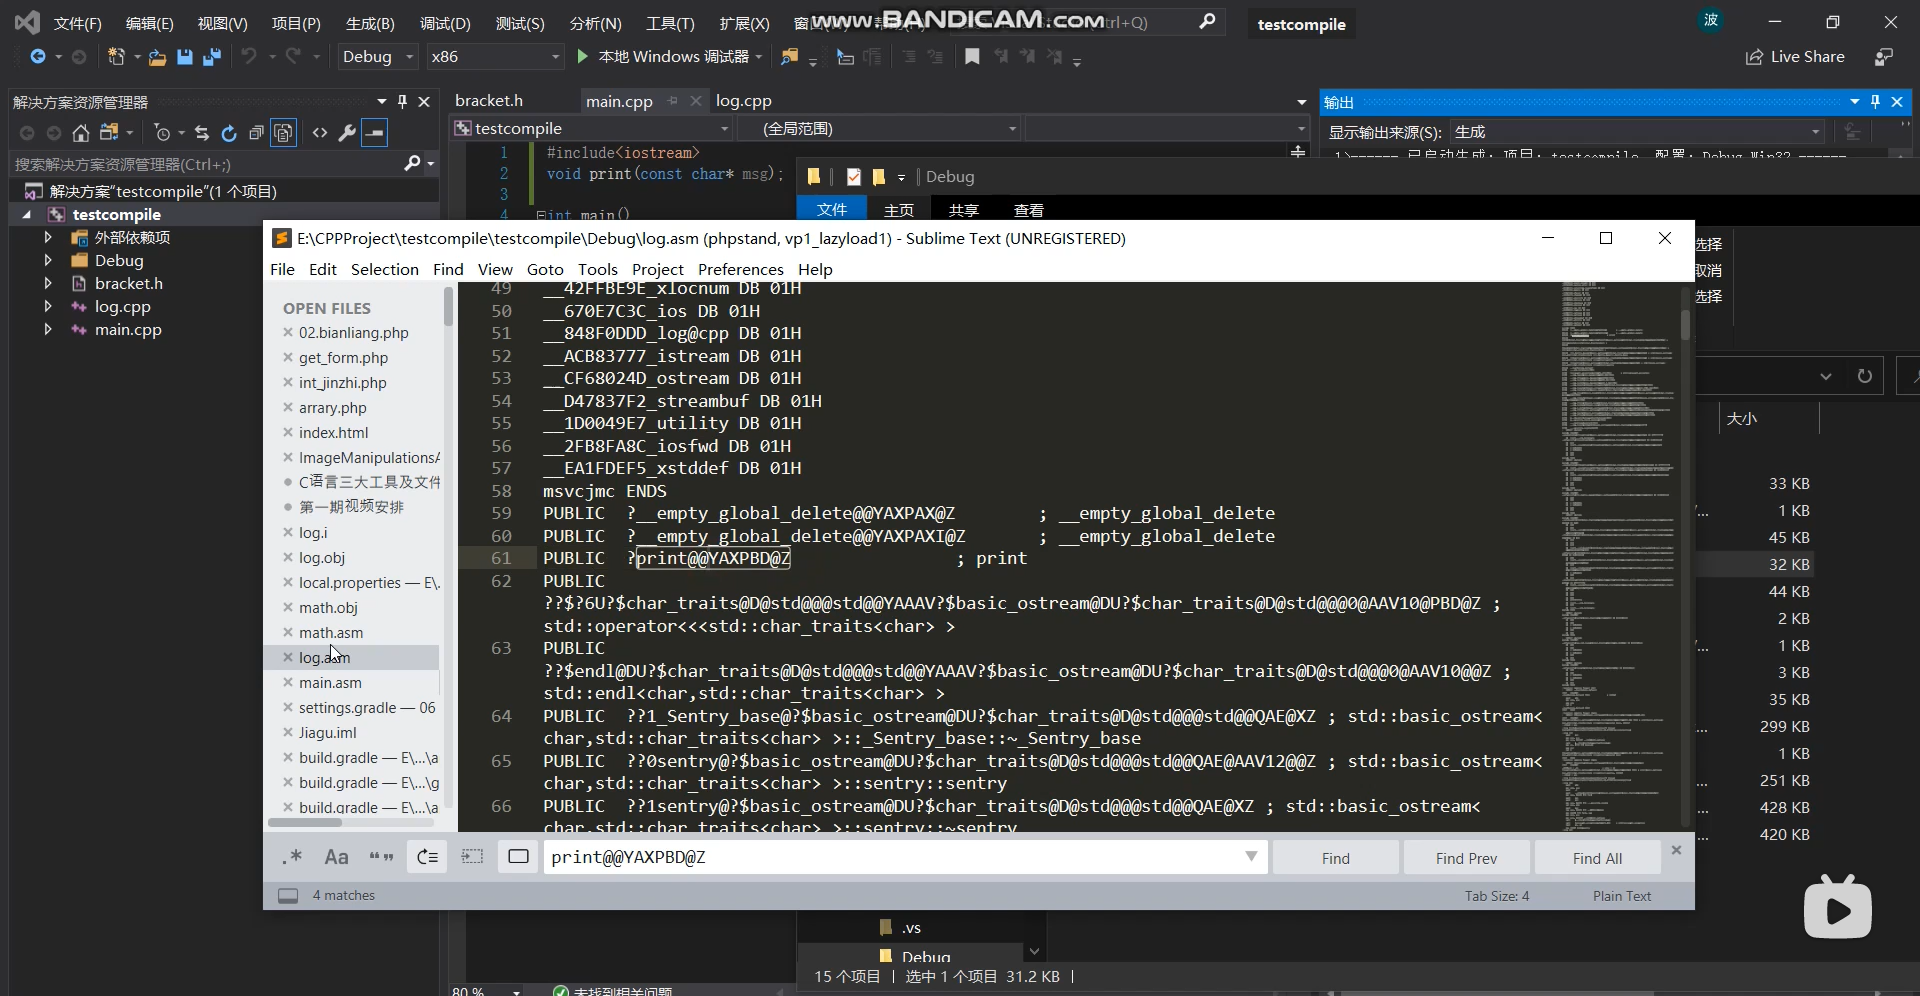 文件(F) 编辑(E) 视图(V) 项目(P) 生成(B) 调试(D) 测试(S) 分析(N) 工具(T) 扩展(X) www.BANDICAM.com trl+Q) testcompile 波
Debug x86 本地 Windows 调试器 Live Share
解决方案资源管理器
搜索解决方案资源管理器(Ctrl+;)
解决方案"testcompile"(1 个项目)
testcompile
外部依赖项
Debug
bracket.h
log.cpp
main.cpp
bracket.h main.cpp log.cpp
testcompile (全局范围)
1 #include<iostream>
2 void print(const char* msg);
3
4 int main()
输出
显示输出来源(S): 生成
1>------ 已启动生成: 项目: testcompile, 配置: Debug Win32 ------
Debug
文件 主页 共享 查看
选择
取消
选择
大小
33 KB
1 KB
45 KB
32 KB
44 KB
2 KB
1 KB
3 KB
35 KB
299 KB
1 KB
251 KB
428 KB
420 KB
E:\CPPProject\testcompile\testcompile\Debug\log.asm (phpstand, vp1_lazyload1) - Sublime Text (UNREGISTERED)
File Edit Selection Find View Goto Tools Project Preferences Help
OPEN FILES
02.bianliang.php
get_form.php
int_jinzhi.php
arrary.php
index.html
ImageManipulations
C语言三大工具及文件
第一期视频安排
log.i
log.obj
local.properties — E\.
math.obj
math.asm
log.asm
main.asm
settings.gradle — 06
Jiagu.iml
build.gradle — E\...\a
build.gradle — E\...\g
build.gradle — E\...\a
49 __42FFBE9E_xlocnum DB 01H
50 __670E7C3C_ios DB 01H
51 __848F0DDD_log@cpp DB 01H
52 __ACB83777_istream DB 01H
53 __CF68024D_ostream DB 01H
54 __D47837F2_streambuf DB 01H
55 __1D0049E7_utility DB 01H
56 __2FB8FA8C_iosfwd DB 01H
57 __EA1FDEF5_xstddef DB 01H
58 msvcjmc ENDS
59 PUBLIC ?__empty_global_delete@@YAXPAX@Z ; __empty_global_delete
60 PUBLIC ?__empty_global_delete@@YAXPAXI@Z ; __empty_global_delete
61 PUBLIC ?print@@YAXPBD@Z ; print
62 PUBLIC
??$?6U?$char_traits@D@std@@@std@@YAAAV?$basic_ostream@DU?$char_traits@D@std@@@0@AAV10@PBD@Z ;
std::operator<<<std::char_traits<char> >
63 PUBLIC
??$endl@DU?$char_traits@D@std@@@std@@YAAAV?$basic_ostream@DU?$char_traits@D@std@@@0@AAV10@@Z ;
std::endl<char,std::char_traits<char> >
64 PUBLIC ??1_Sentry_base@?$basic_ostream@DU?$char_traits@D@std@@@std@@QAE@XZ ; std::basic_ostream<
char,std::char_traits<char> >::_Sentry_base::~_Sentry_base
65 PUBLIC ??0sentry@?$basic_ostream@DU?$char_traits@D@std@@@std@@QAE@AAV12@@Z ; std::basic_ostream<
char,std::char_traits<char> >::sentry::sentry
66 PUBLIC ??1sentry@?$basic_ostream@DU?$char_traits@D@std@@@std@@QAE@XZ ; std::basic_ostream<
char,std::char_traits<char> >::sentry::~sentry
print@@YAXPBD@Z Find Find Prev Find All
4 matches Tab Size: 4 Plain Text
.vs
Debug
15 个项目 选中 1 个项目 31.2 KB
80 % 未找到相关问题